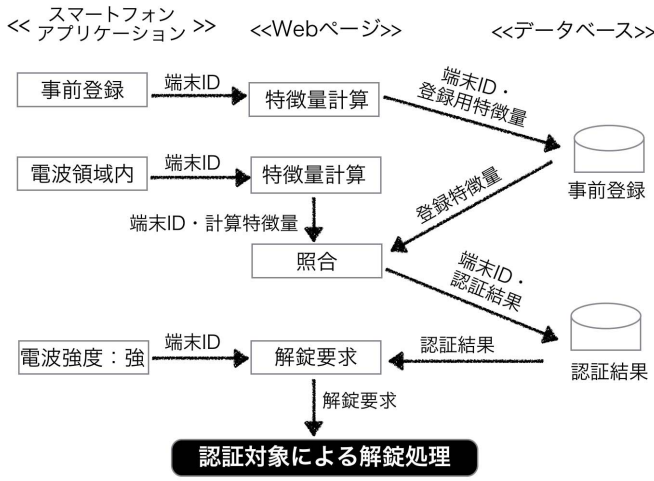 << スマートフォン
アプリケーション >>
<<Webページ>>
<<データベース>>
事前登録
端末ID
特徴量計算
端末ID・
登録用特徴量
事前登録
電波領域内
端末ID
特徴量計算
登録特徴量
端末ID・計算特徴量
照合
端末ID・
認証結果
認証結果
電波強度：強
端末ID
解錠要求
認証結果
解錠要求
認証対象による解錠処理